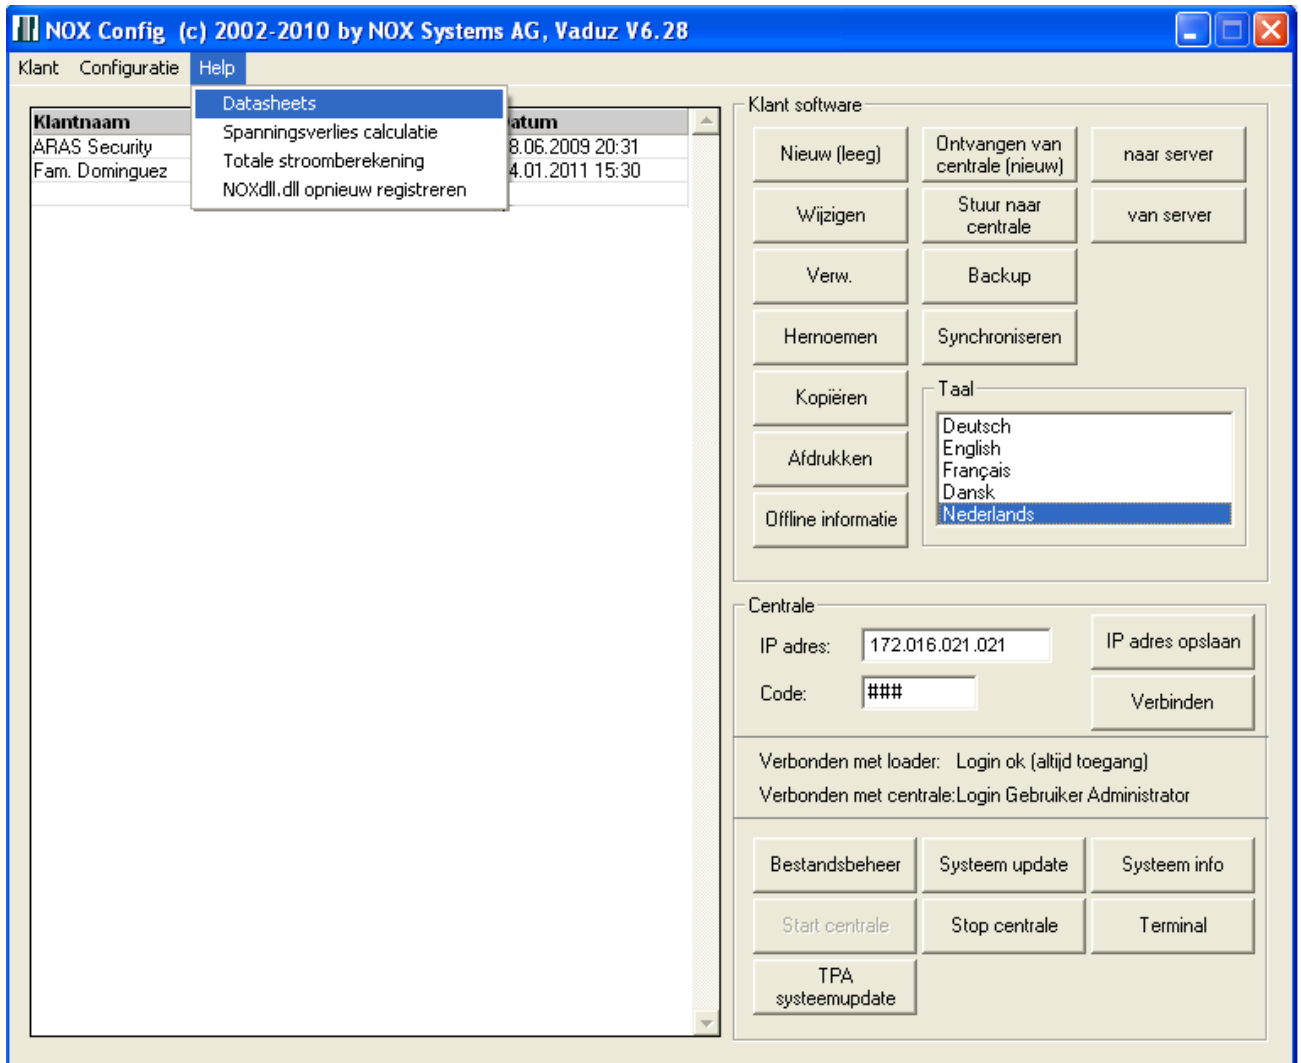 NOX Config (c) 2002-2010 by NOX Systems AG, Vaduz V6.28
Klant Configuratie Help
Datasheets
Spanningsverlies calculatie
Totale stroomberekening
NOXdll.dll opnieuw registreren
Klantnaam atum
ARAS Security 8.06.2009 20:31
Fam. Dominguez 4.01.2011 15:30
Klant software
Nieuw (leeg)
Ontvangen van
centrale (nieuw)
naar server
Wijzigen
Stuur naar
centrale
van server
Verw.
Backup
Hernoemen
Synchroniseren
Kopiëren
Afdrukken
Offline informatie
Taal
Deutsch
English
Français
Dansk
Nederlands
Centrale
IP adres: 172.016.021.021
IP adres opslaan
Code: ###
Verbinden
Verbonden met loader: Login ok (altijd toegang)
Verbonden met centrale:Login Gebruiker Administrator
Bestandsbeheer
Systeem update
Systeem info
Start centrale
Stop centrale
Terminal
TPA
systeemupdate